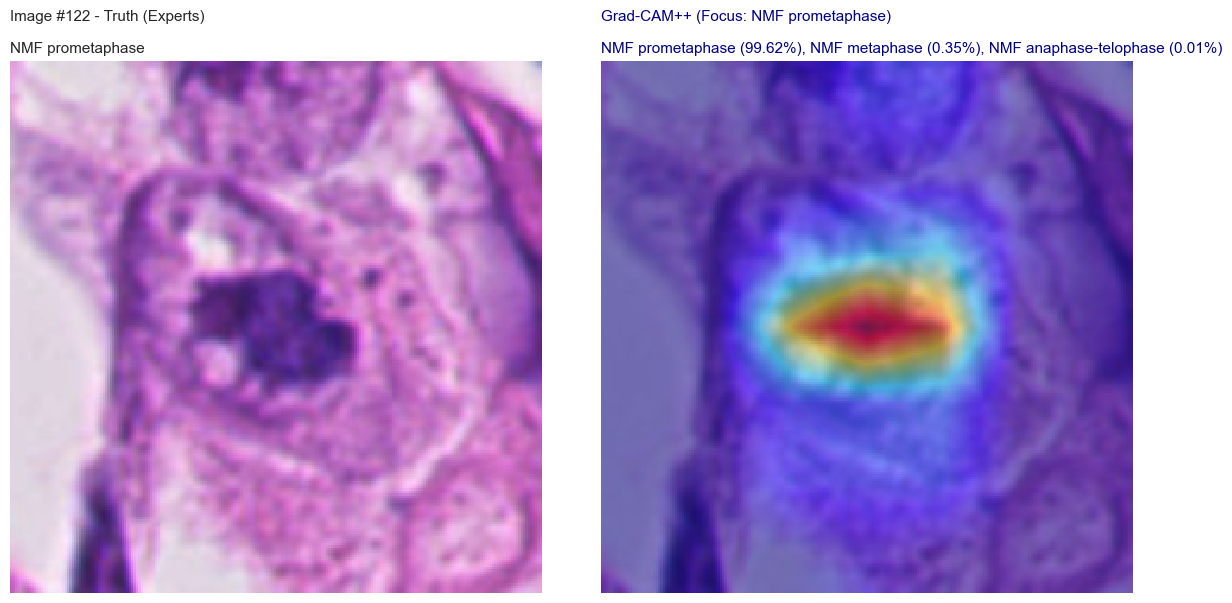 Image #122 - Truth (Experts)
NMF prometaphase
Grad-CAM++ (Focus: NMF prometaphase)
NMF prometaphase (99.62%), NMF metaphase (0.35%), NMF anaphase-telophase (0.01%)